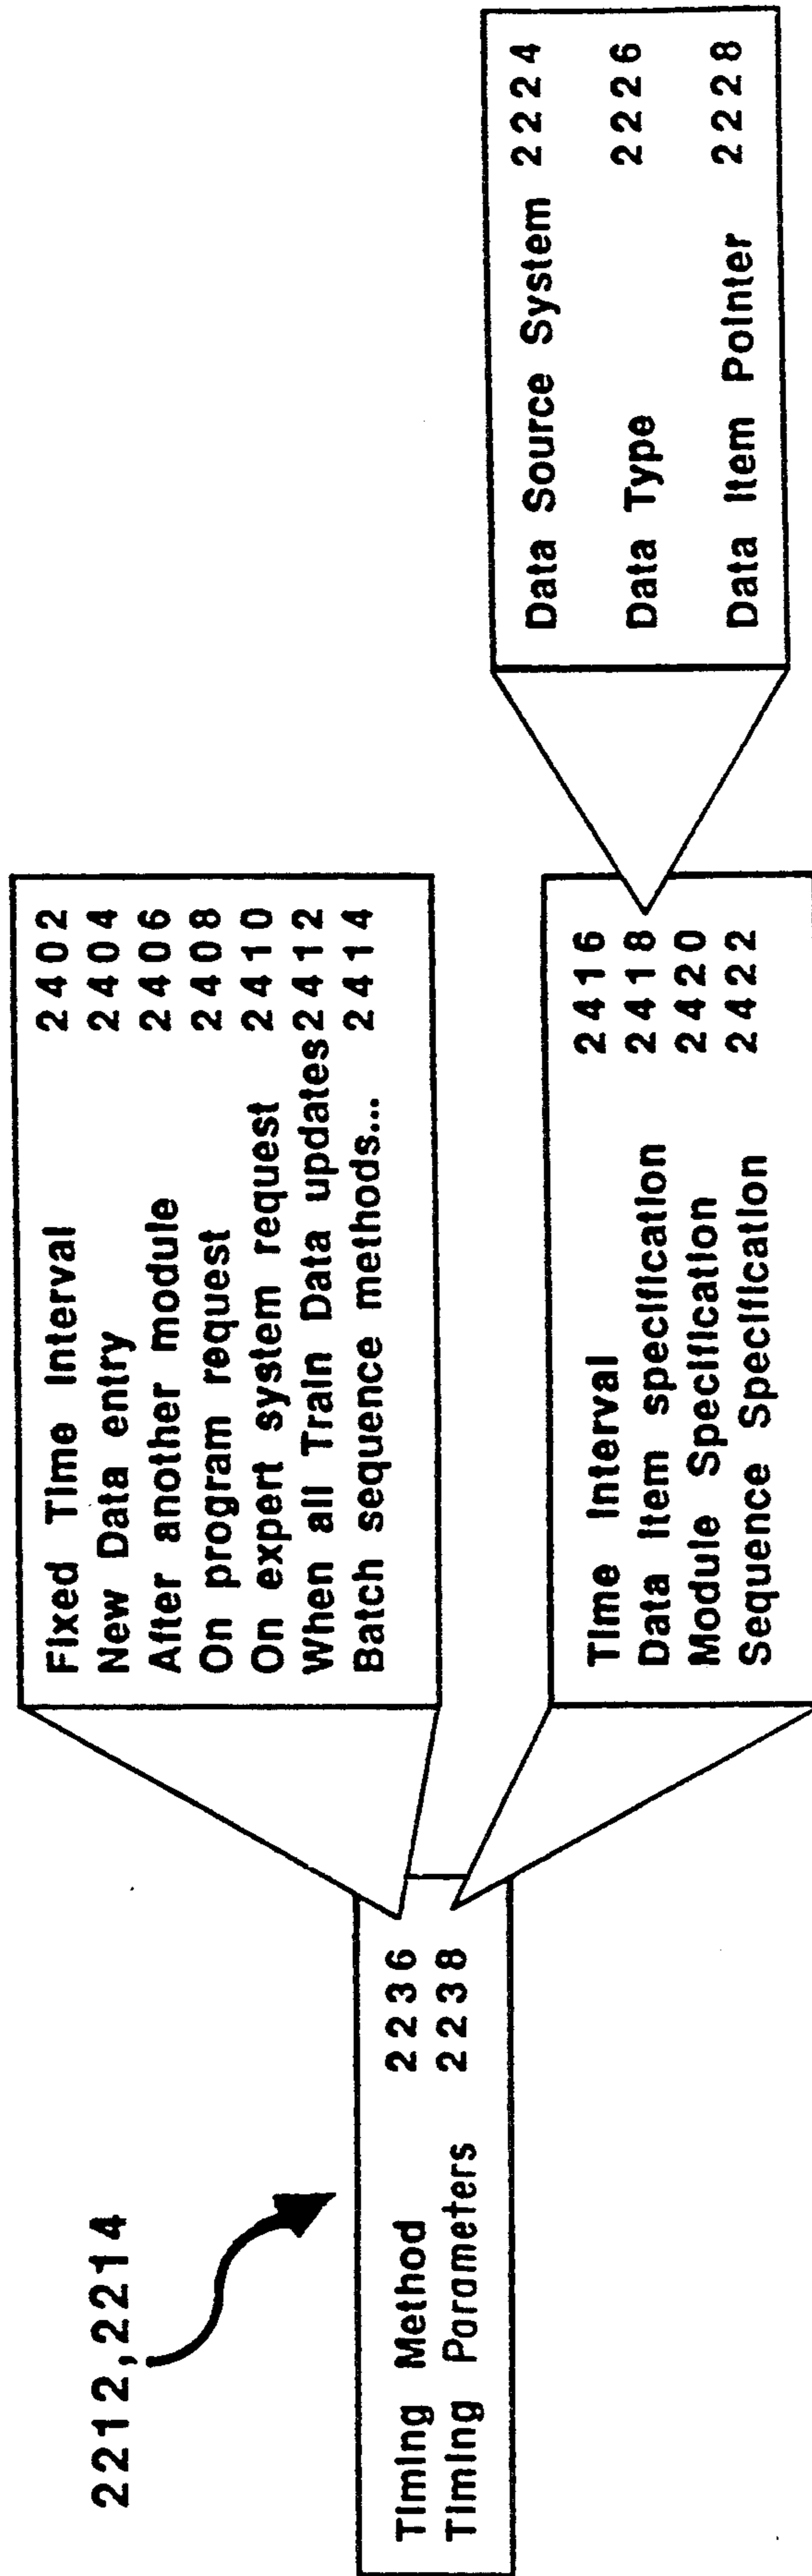 2212,2214
Timing Method 2236
Timing Parameters 2238
Fixed Time Interval 2402
New Data entry 2404
After another module 2406
On program request 2408
On expert system request 2410
When all Train Data updates 2412
Batch sequence methods... 2414
Time Interval 2416
Data Item specification 2418
Module Specification 2420
Sequence Specification 2422
Data Source System 2224
Data Type 2226
Data Item Pointer 2228